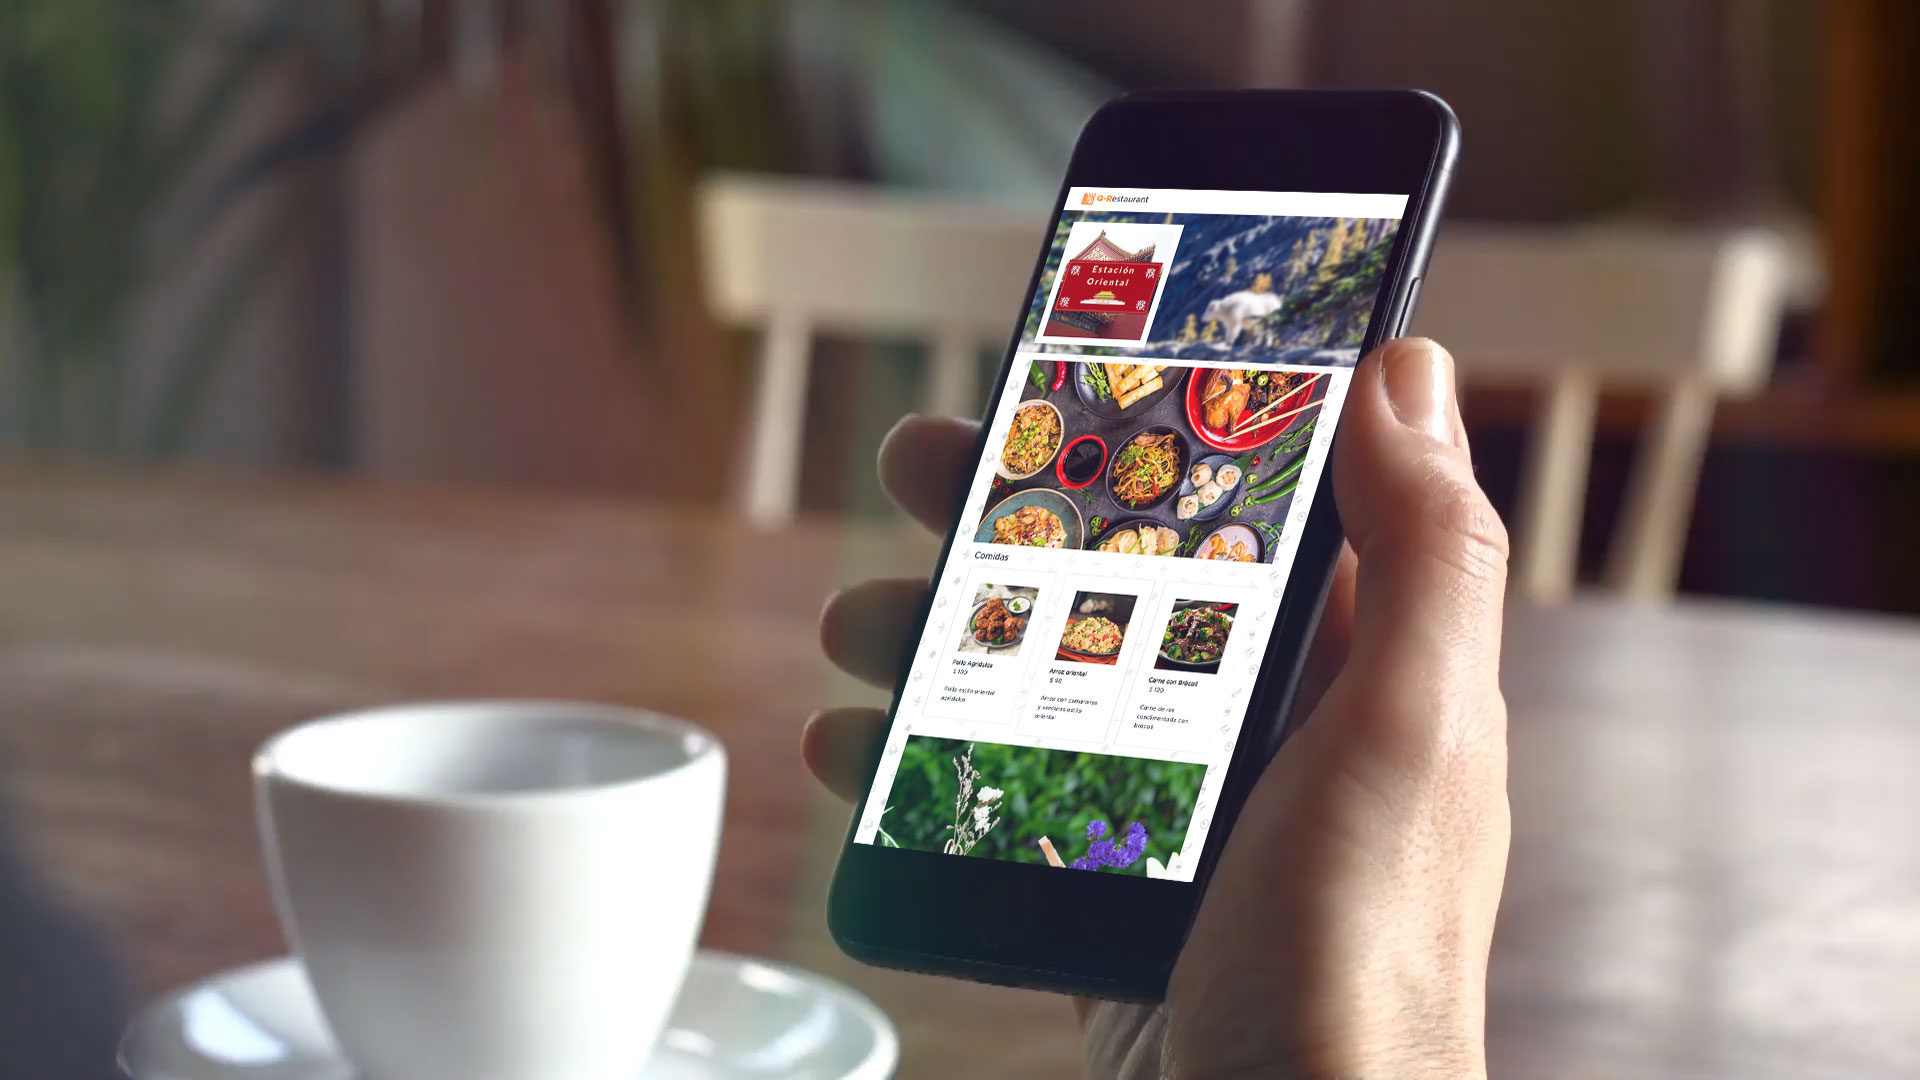 Q-Restaurant
Estación
Oriental
Comidas
Pollo Agridulce
$ 100
Pollo estilo oriental
agridulce
Arroz oriental
$ 90
Arroz con camarones
y verduras estilo
oriental
Carne con Brócoli
$ 120
Carne de res
condimentada con
brócoli